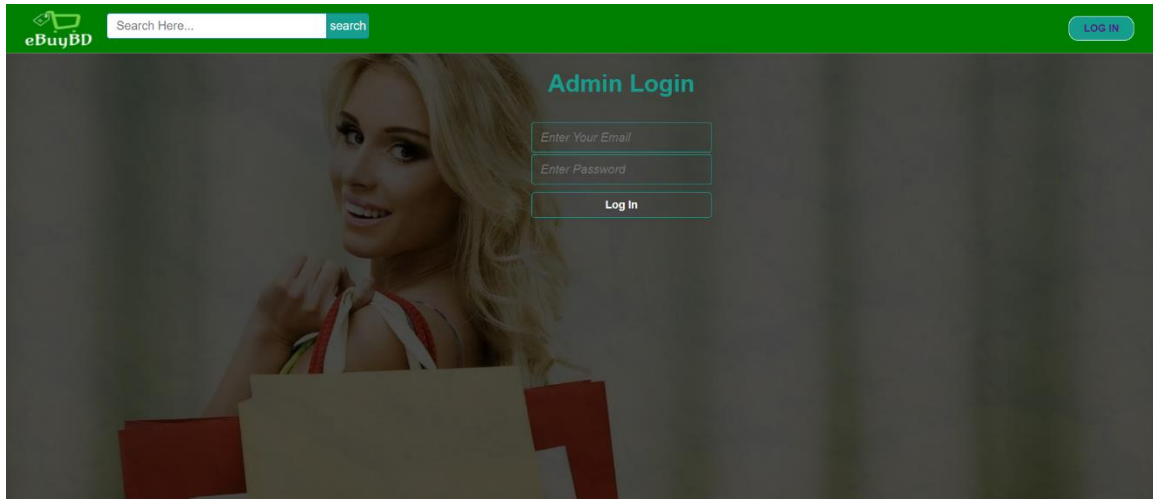 eBuyBD
Search Here...
search
LOG IN
Admin Login
Enter Your Email
Enter Password
Log In